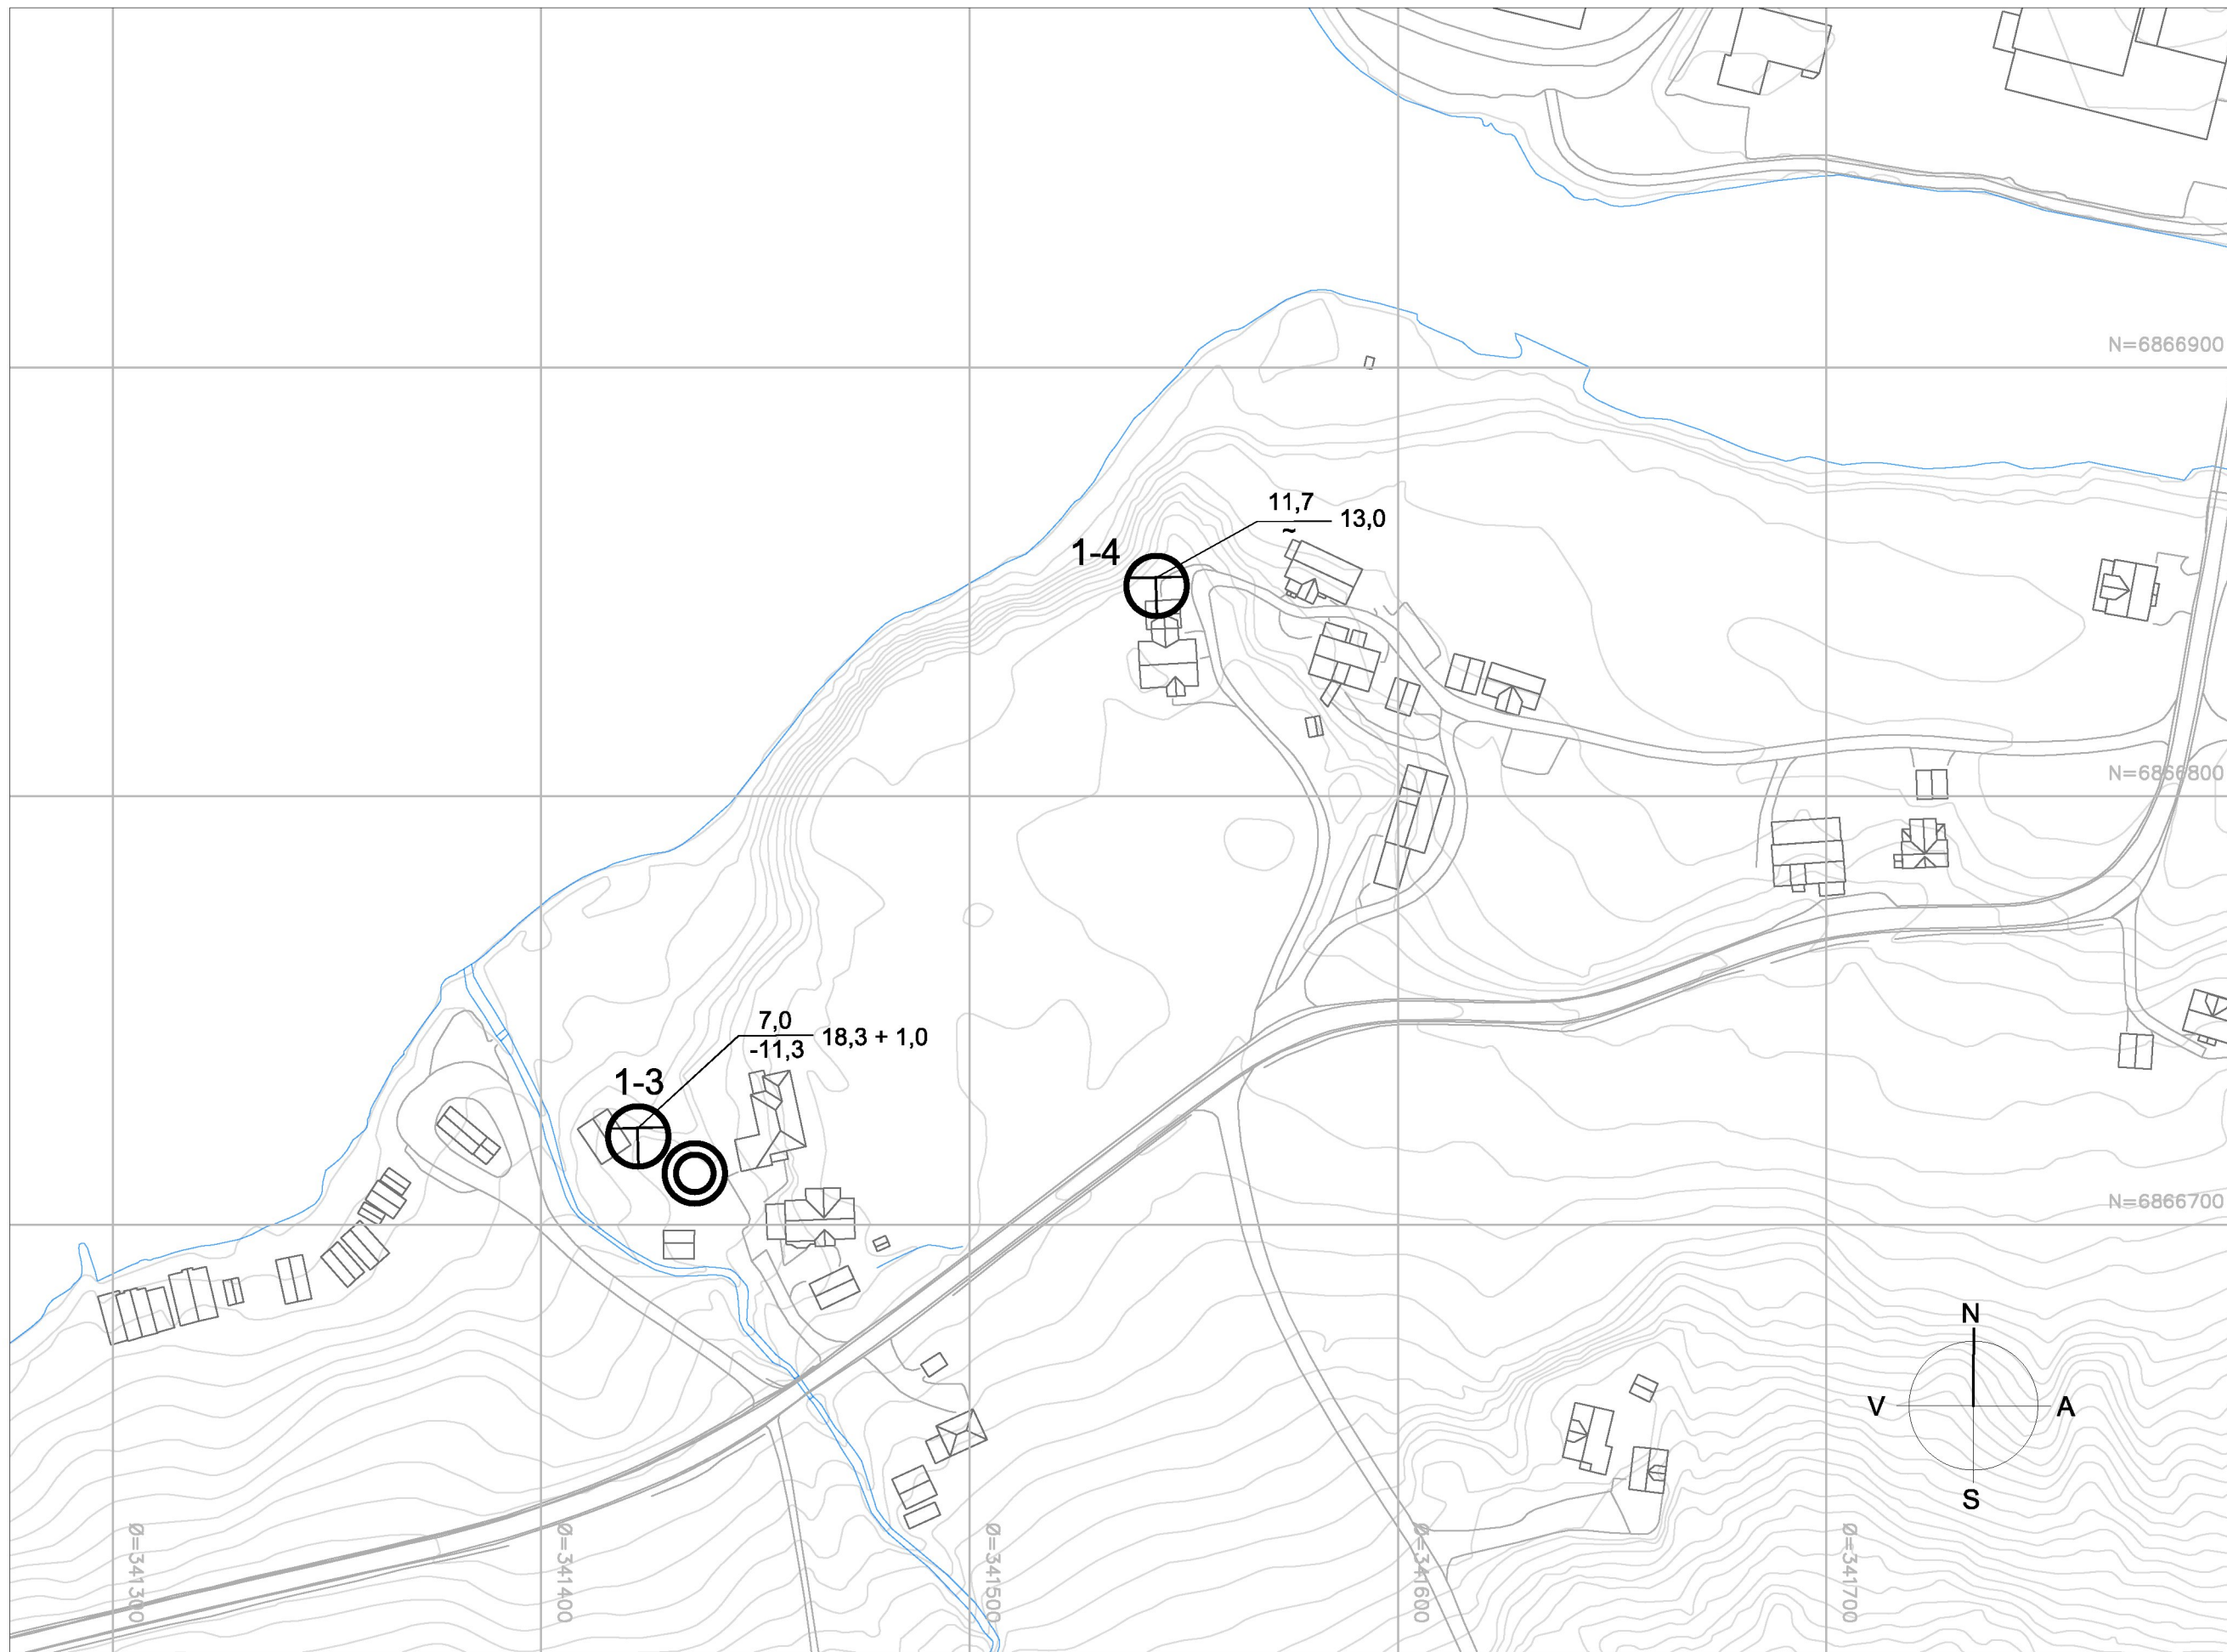 N=6866900
11,7
~
13,0
1-4
N=6866800
7,0
-11,3
18,3 + 1,0
1-3
N=6866700
N
V
A
S
Ø=341300
Ø=341400
Ø=341500
Ø=341600
Ø=341700